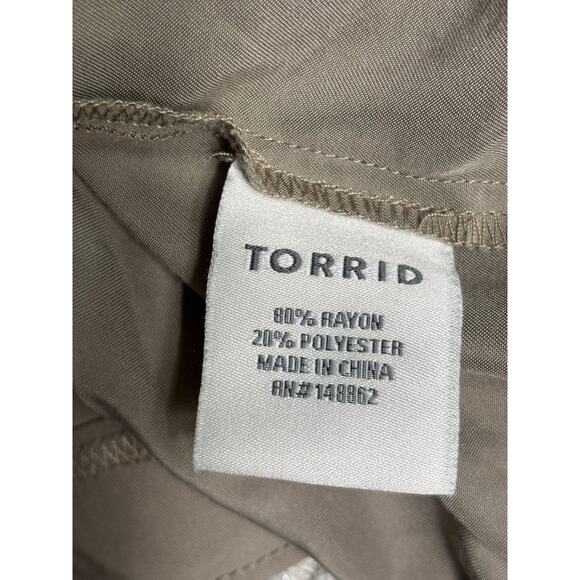 TORRID
80% RAYON
20% POLYESTER
MADE IN CHINA
RN# 148862